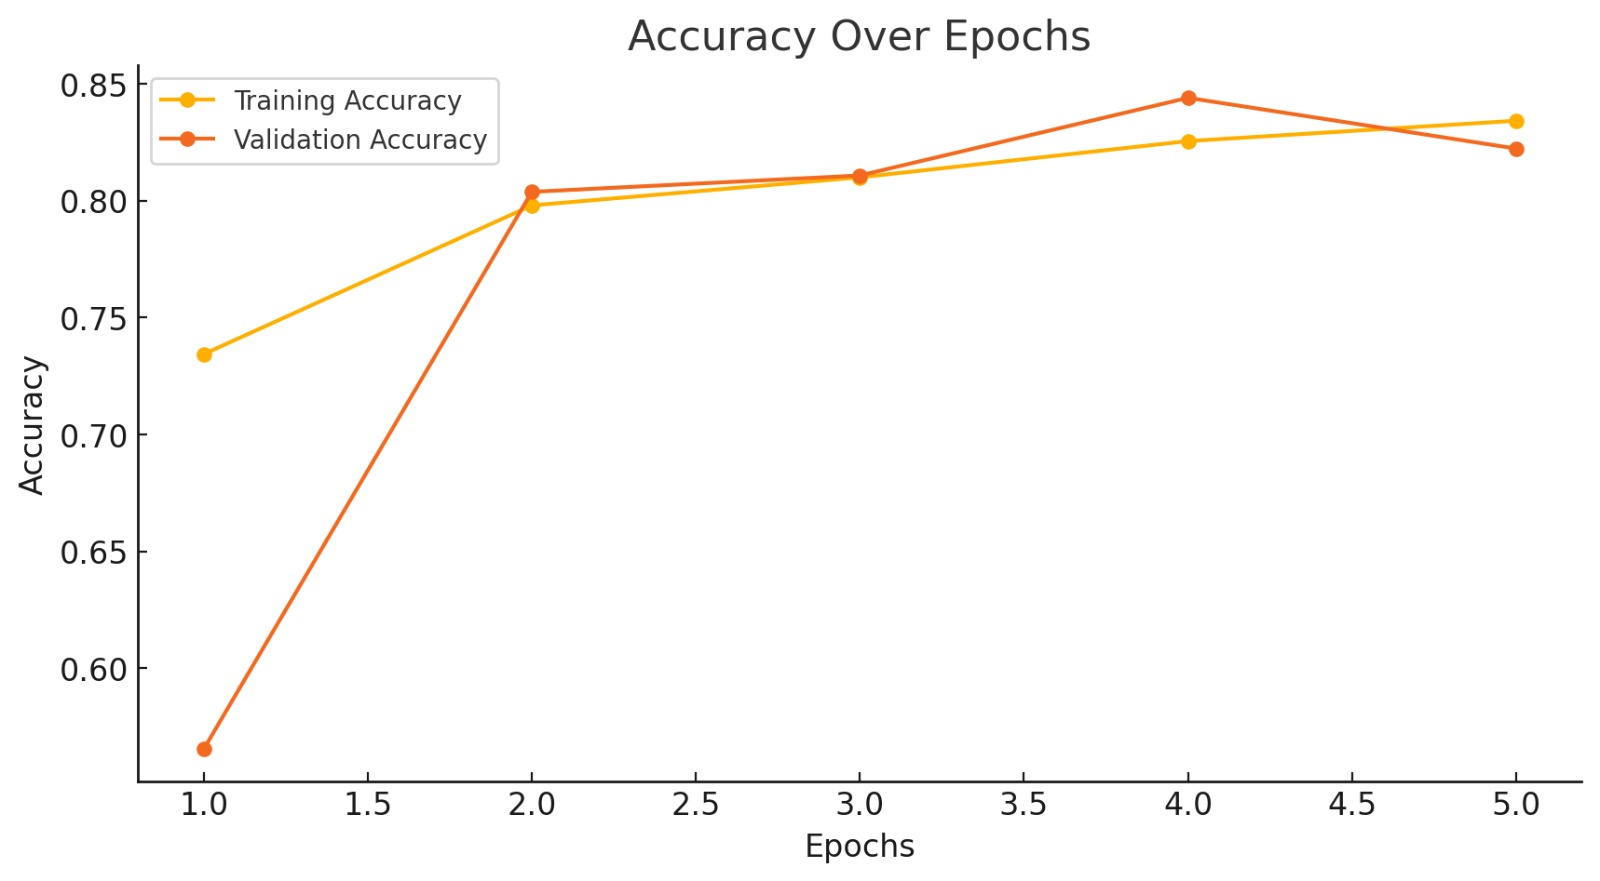 Accuracy Over Epochs
Training Accuracy
Validation Accuracy
0.85
0.80
0.75
0.70
0.65
0.60
Accuracy
1.0 1.5 2.0 2.5 3.0 3.5 4.0 4.5 5.0
Epochs